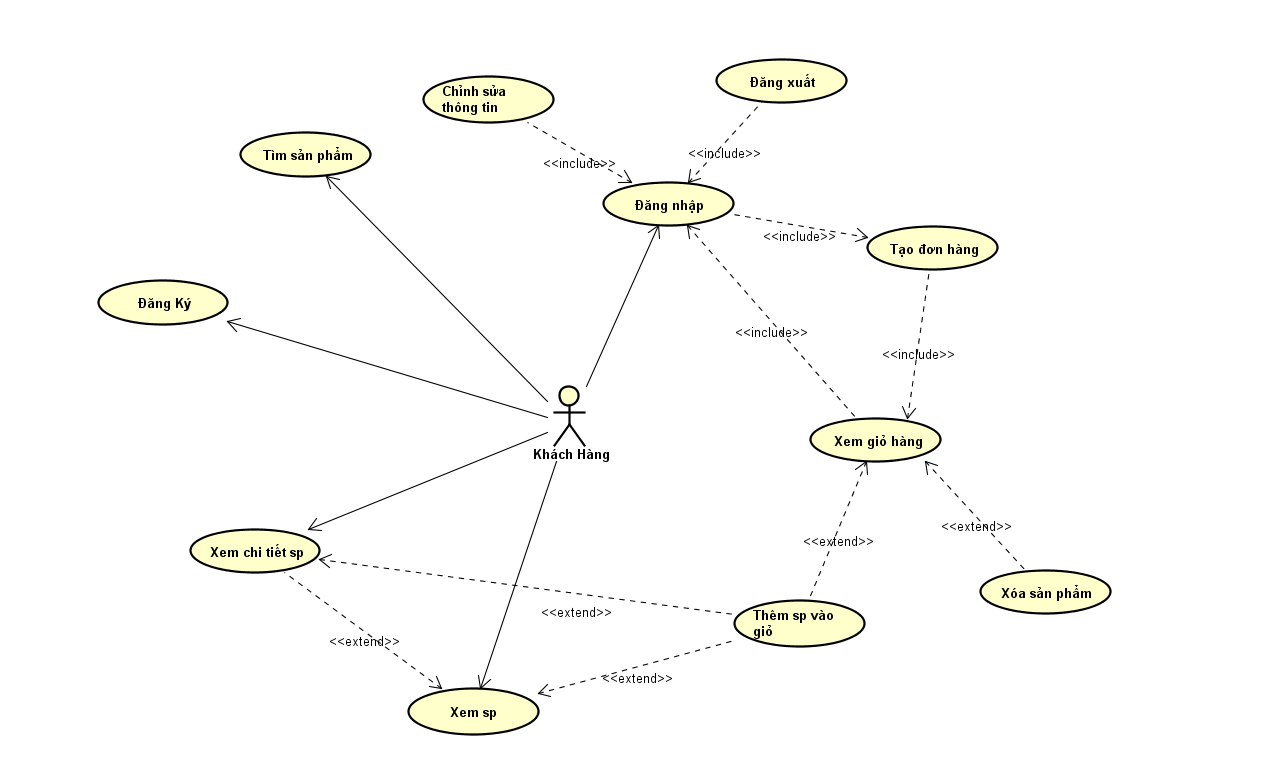 Chỉnh sửa
thông tin
Đăng xuất
Tìm sản phẩm
<<include>>
<<include>>
Đăng nhập
<<include>>
Tạo đơn hàng
Đăng Ký
<<include>>
<<include>>
Khách Hàng
Xem giỏ hàng
<<extend>>
<<extend>>
Xem chi tiết sp
Xóa sản phẩm
<<extend>>
Thêm sp vào
giỏ
<<extend>>
<<extend>>
Xem sp